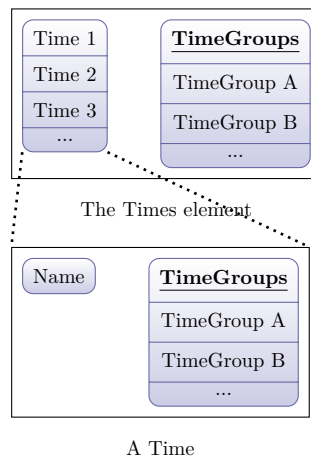 Time 1
Time 2
Time 3
...
TimeGroups
TimeGroup A
TimeGroup B
...
The Times element
Name
TimeGroups
TimeGroup A
TimeGroup B
...
A Time